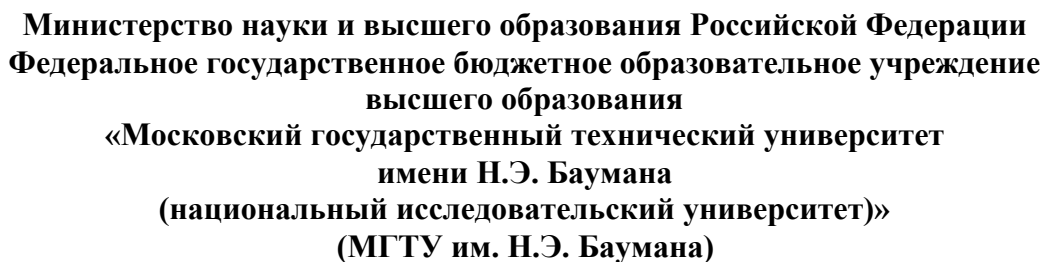 Министерство науки и высшего образования Российской Федерации
Федеральное государственное бюджетное образовательное учреждение
высшего образования
«Московский государственный технический университет
имени Н.Э. Баумана
(национальный исследовательский университет)»
(МГТУ им. Н.Э. Баумана)